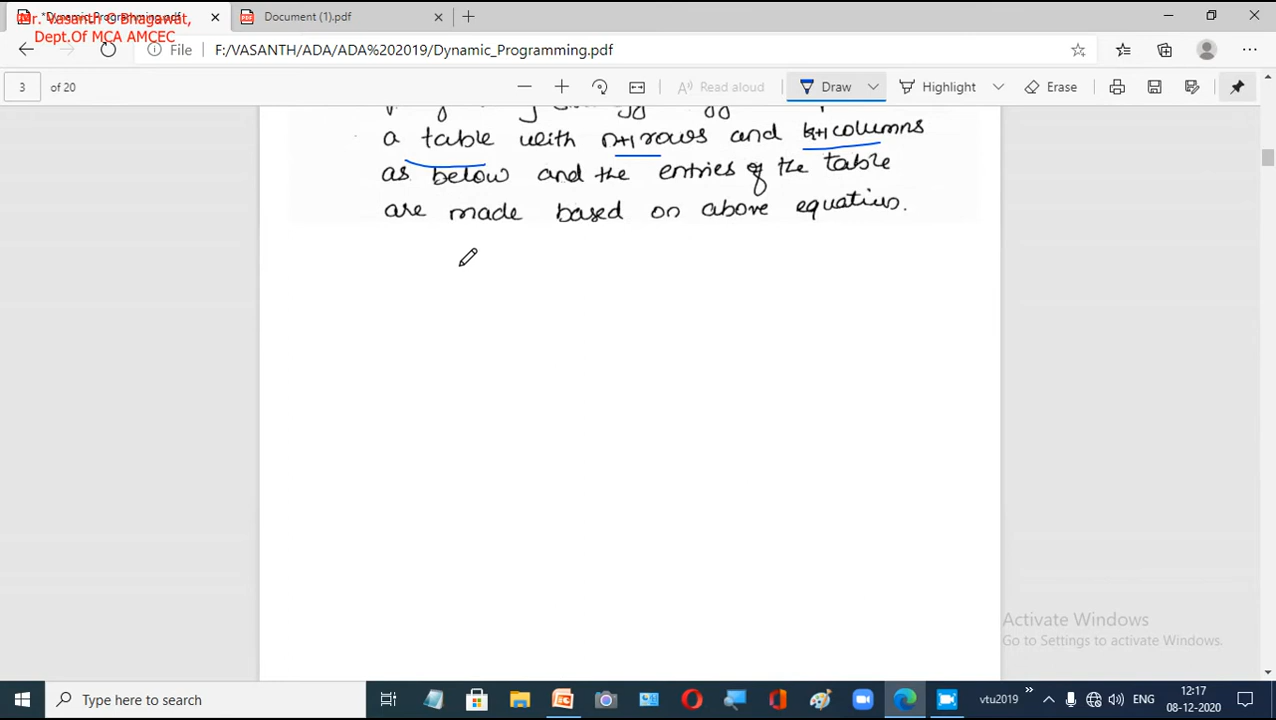 *Dynamic_Programming.pdf
Document (1).pdf
Dr. Vasanth G Bhagawat,
Dept.Of MCA AMCEC
File
F:/VASANTH/ADA/ADA%202019/Dynamic_Programming.pdf
3 of 20
Read aloud
Draw
Highlight
Erase
a table with n+1 rows and k+1 columns
as below and the entries of the table
are made based on above equations.
Activate Windows
Go to Settings to activate Windows.
Type here to search
vtu2019
ENG
12:17
08-12-2020